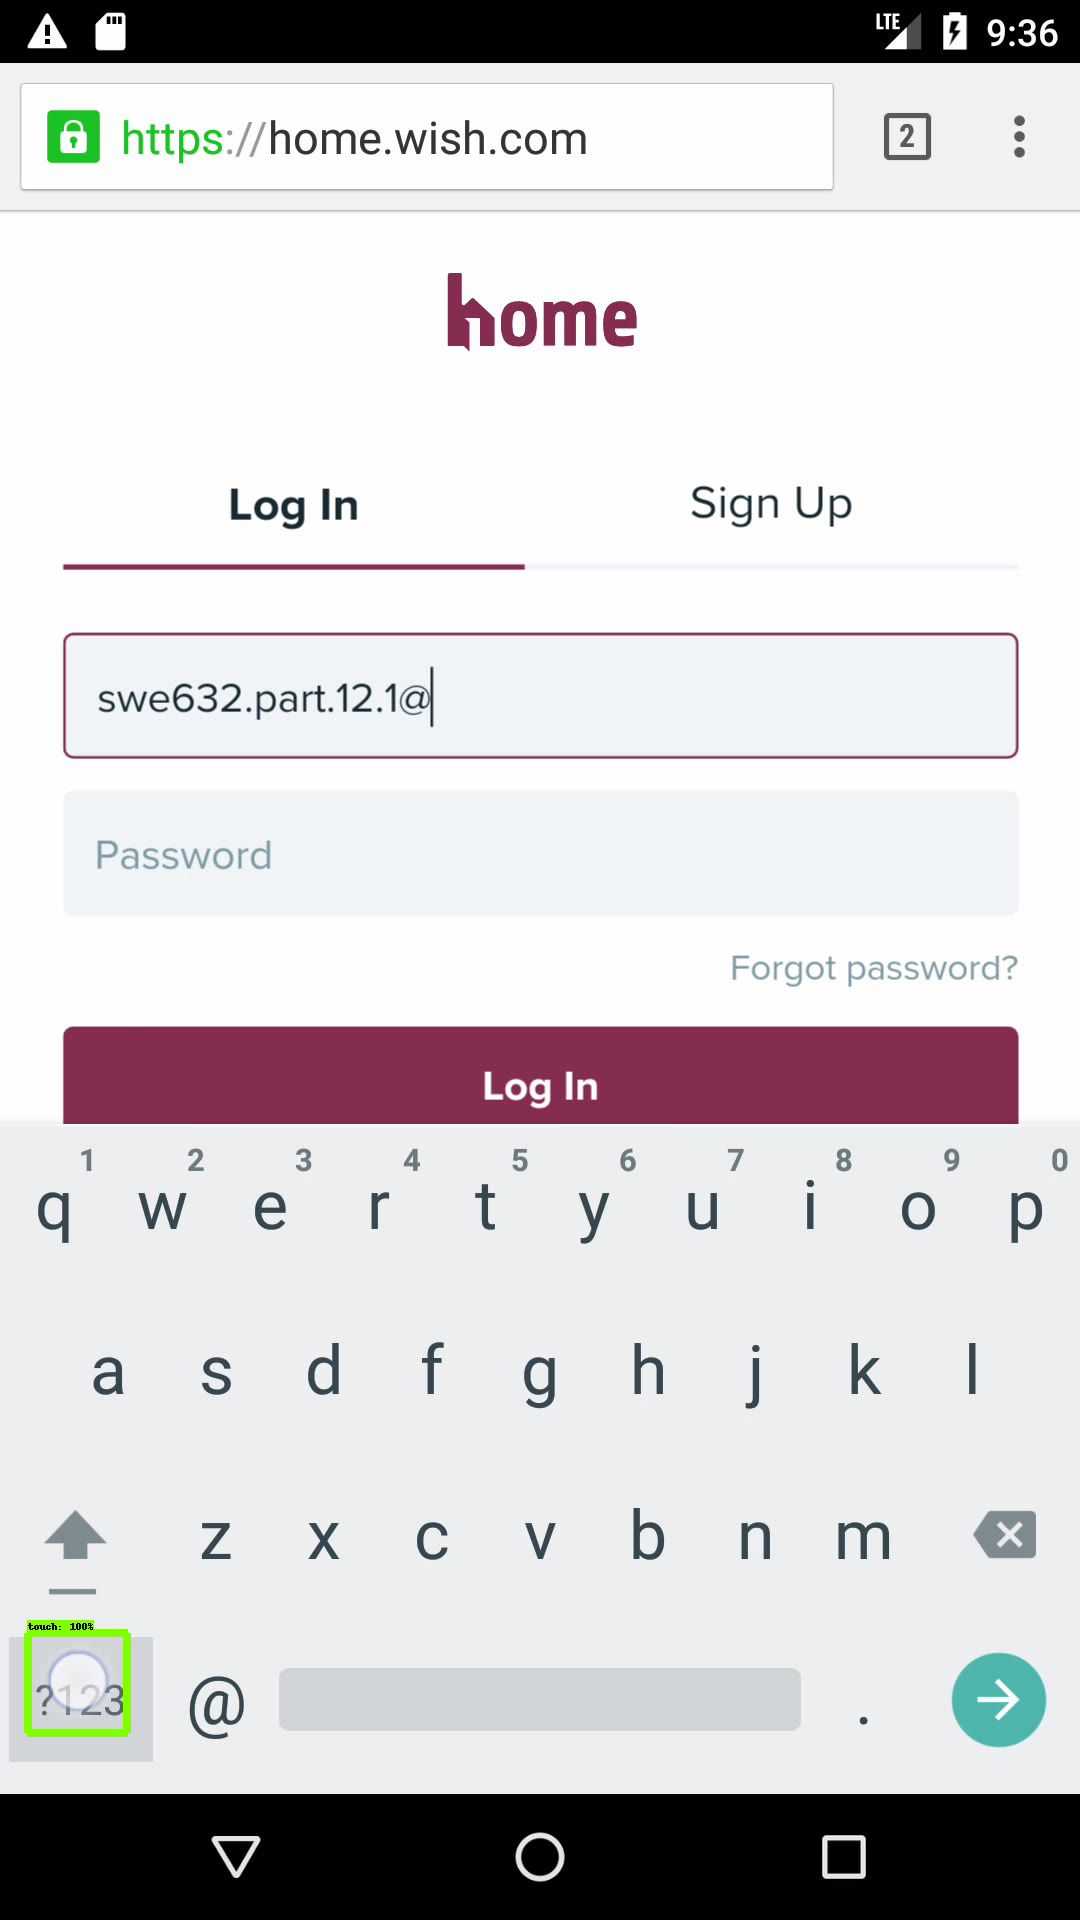 LTE 9:36
https://home.wish.com 2
home
Log In Sign Up
swe632.part.12.1@
Password
Forgot password?
Log In
1 2 3 4 5 6 7 8 9 0
q w e r t y u i o p
a s d f g h j k l
z x c v b n m
touch: 100%
?123 @ .